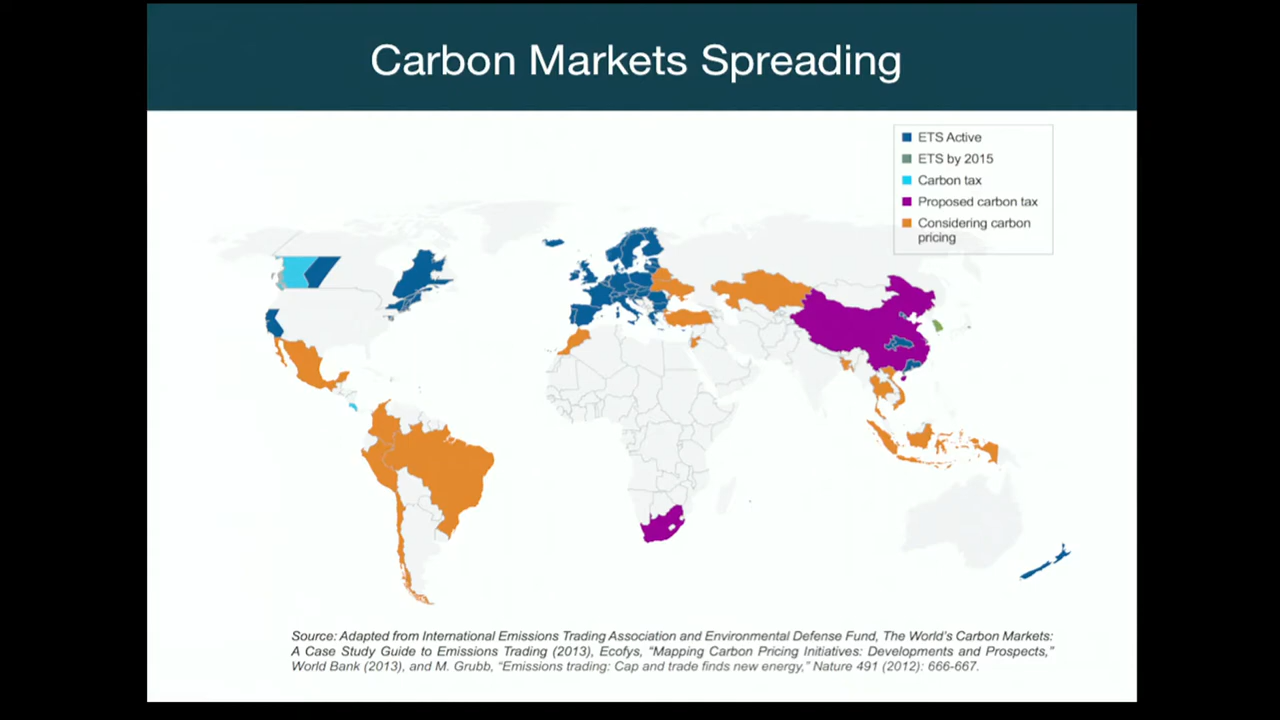 Carbon Markets Spreading
ETS Active
ETS by 2015
Carbon tax
Proposed carbon tax
Considering carbon
pricing
Source: Adapted from International Emissions Trading Association and Environmental Defense Fund, The World's Carbon Markets:
A Case Study Guide to Emissions Trading (2013), Ecofys, “Mapping Carbon Pricing Initiatives: Developments and Prospects,”
World Bank (2013), and M. Grubb, “Emissions trading: Cap and trade finds new energy,” Nature 491 (2012): 666-667.